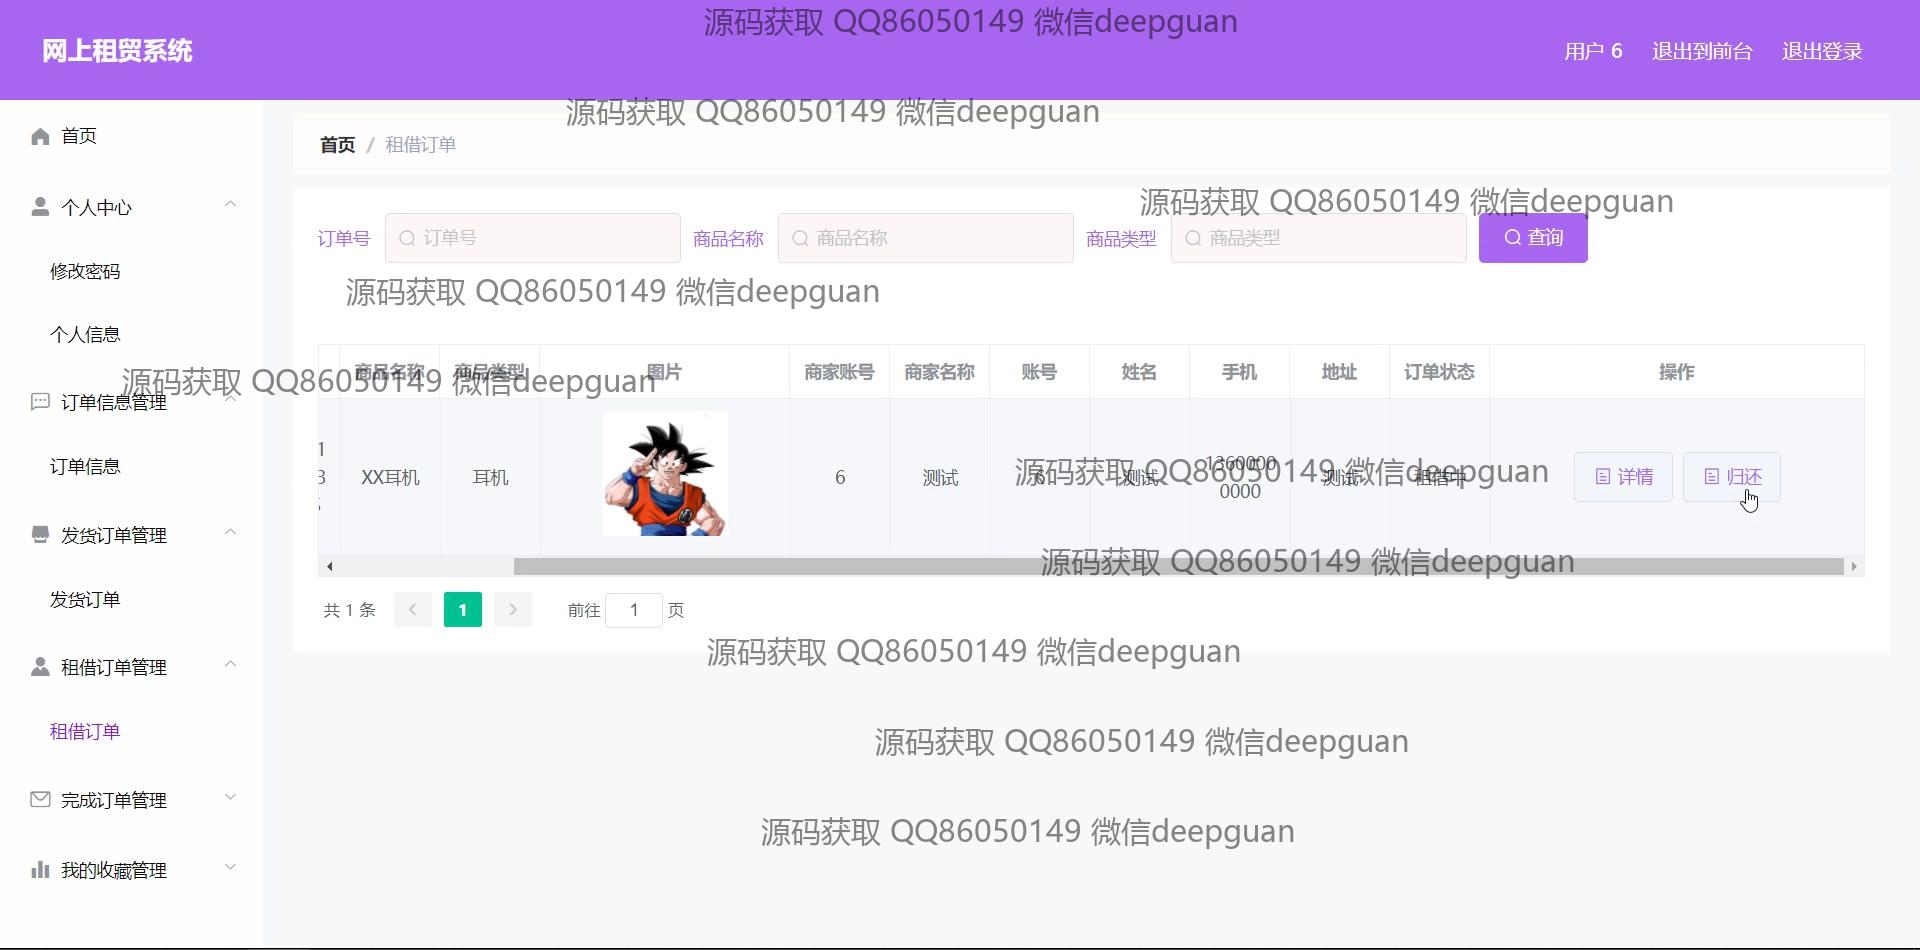 源码获取 QQ86050149 微信deepguan
网上租贸系统
用户 6 退出到前台 退出登录
源码获取 QQ86050149 微信deepguan
首页
首页 / 租借订单
个人中心
源码获取 QQ86050149 微信deepguan
订单号 订单号 商品名称 商品名称 商品类型 商品类型 查询
修改密码
源码获取 QQ86050149 微信deepguan
个人信息
商品名称 商品类型 图片 商家账号 商家名称 账号 姓名 手机 地址 订单状态 操作
源码获取 QQ86050149 微信deepguan
订单信息管理
订单信息
XX耳机 耳机 6 测试 6 测试 1360000 测试 租借中 详情 归还
0000
源码获取 QQ86050149 微信deepguan
发货订单管理
源码获取 QQ86050149 微信deepguan
发货订单
共 1 条 1 前往 1 页
源码获取 QQ86050149 微信deepguan
租借订单管理
租借订单
源码获取 QQ86050149 微信deepguan
完成订单管理
源码获取 QQ86050149 微信deepguan
我的收藏管理